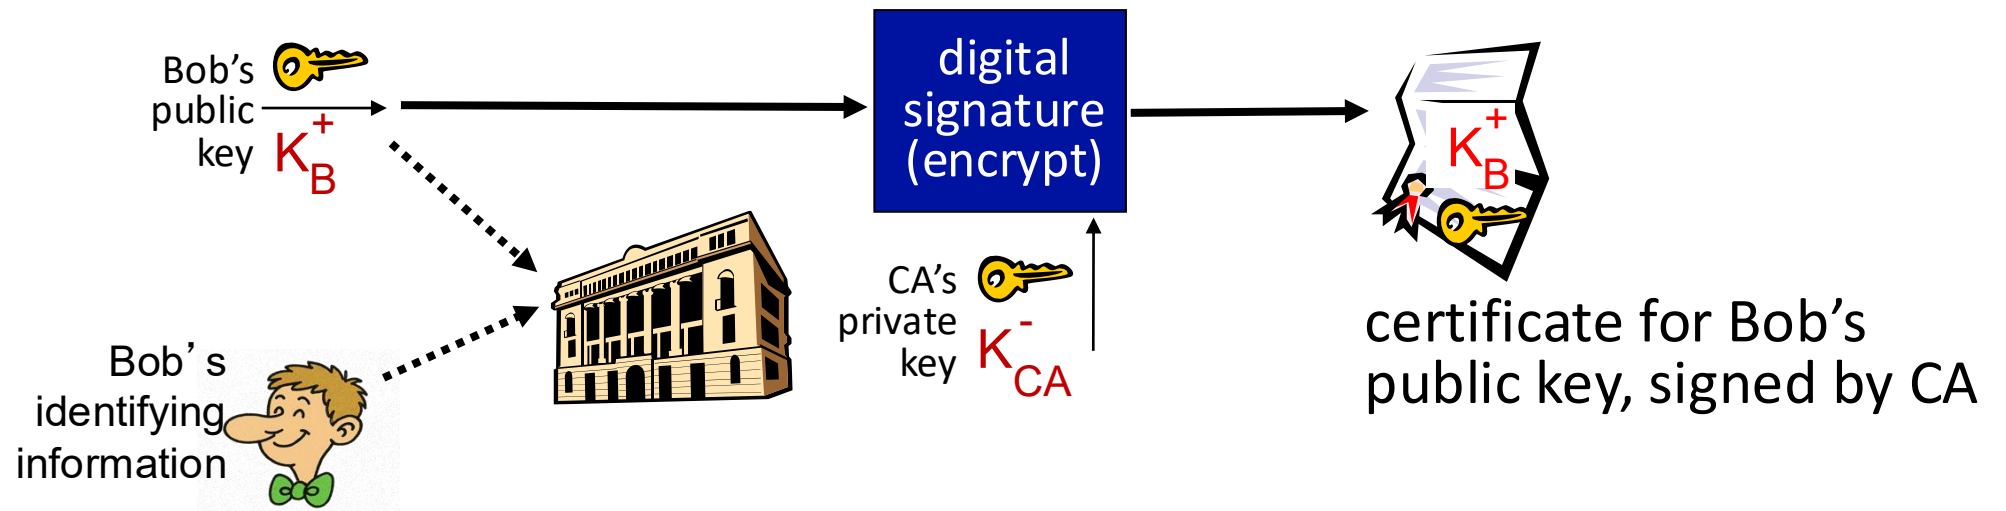 Bob's
public
key
K
+
B
Bob's
identifying
information
digital
signature
(encrypt)
CA's
private
key
K
-
CA
K
+
B
certificate for Bob's
public key, signed by CA